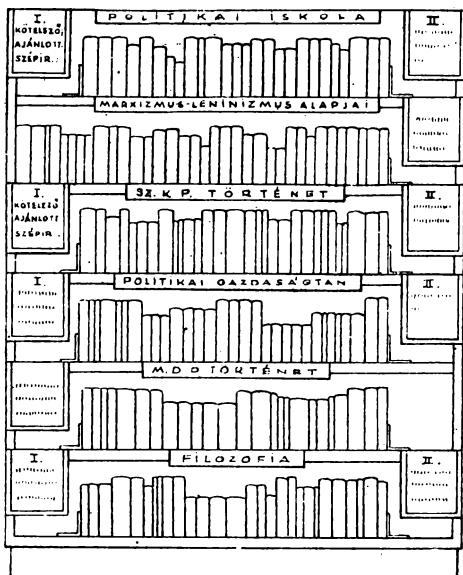 POLITIKAI ISKOLA
I.
KÖTELEZŐ,
AJÁNLOTT
SZÉPIR..
II.
MARXIZMUS-LENINIZMUS ALAPJAI
SZ.K.P. TÖRTÉNET
I.
KÖTELEZŐ
AJÁNLOTT
SZÉPIR..
II.
POLITIKAI GAZDASÁGTAN
I.
II.
M.D.P TÖRTÉNET
FILOZOFIA
I.
II.